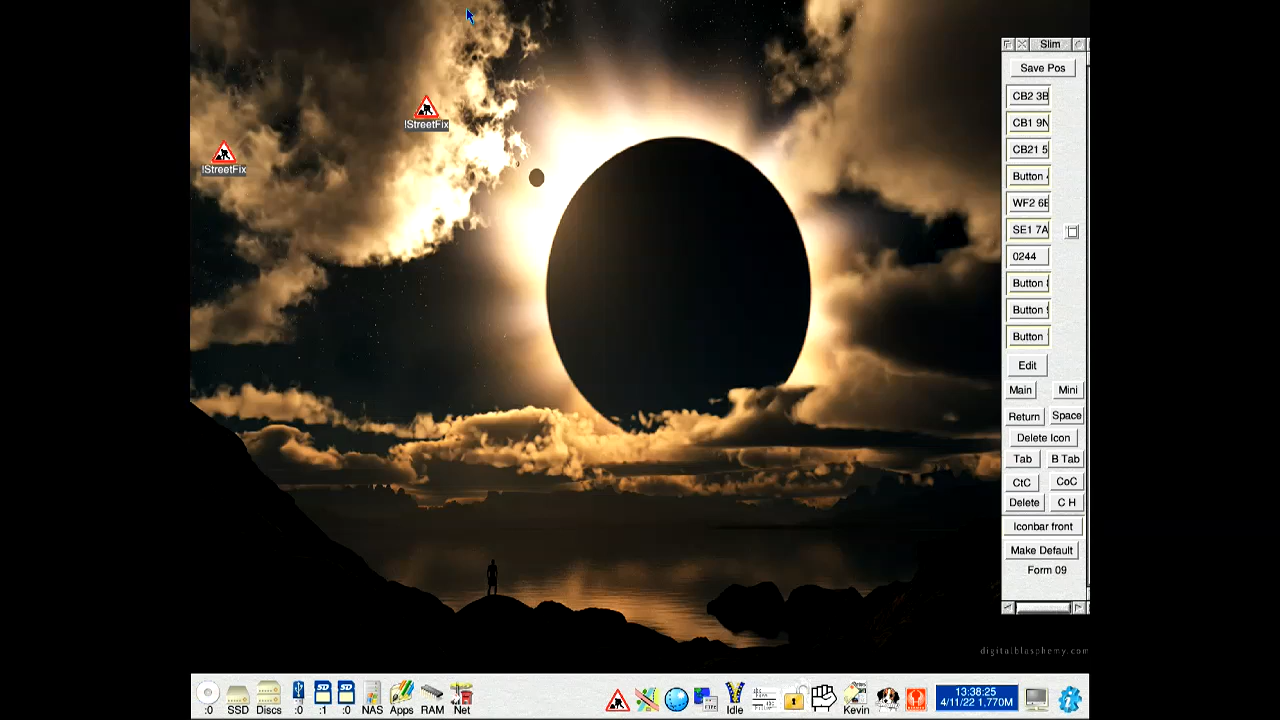 Slim
Save Pos
CB2 3B
CB1 9N
CB21 5
Button
WF2 6E
SE1 7A
0244
Button
Button
Button
Edit
Main Mini
Return Space
Delete Icon
Tab B Tab
CtC CoC
Delete C H
Iconbar front
Make Default
Form 09
!StreetFix
!StreetFix
digitalblasphemy.com
:0 SSD Discs :0 :1 :0 NAS Apps RAM Net
Idle
Kevin
13:38:25
4/11/22 1,770M